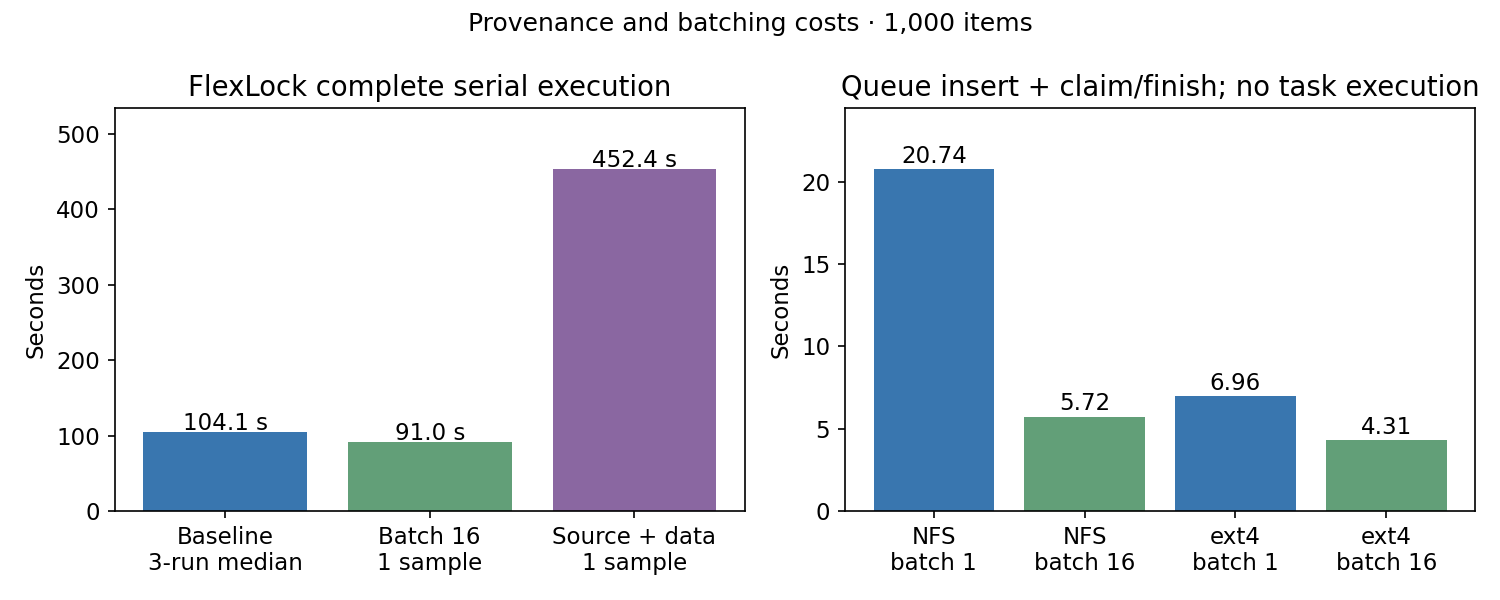 Provenance and batching costs · 1,000 items
FlexLock complete serial execution
Seconds
500
400
300
200
100
0
104.1 s
91.0 s
452.4 s
Baseline
3-run median
Batch 16
1 sample
Source + data
1 sample
Queue insert + claim/finish; no task execution
Seconds
20
15
10
5
0
20.74
5.72
6.96
4.31
NFS
batch 1
NFS
batch 16
ext4
batch 1
ext4
batch 16